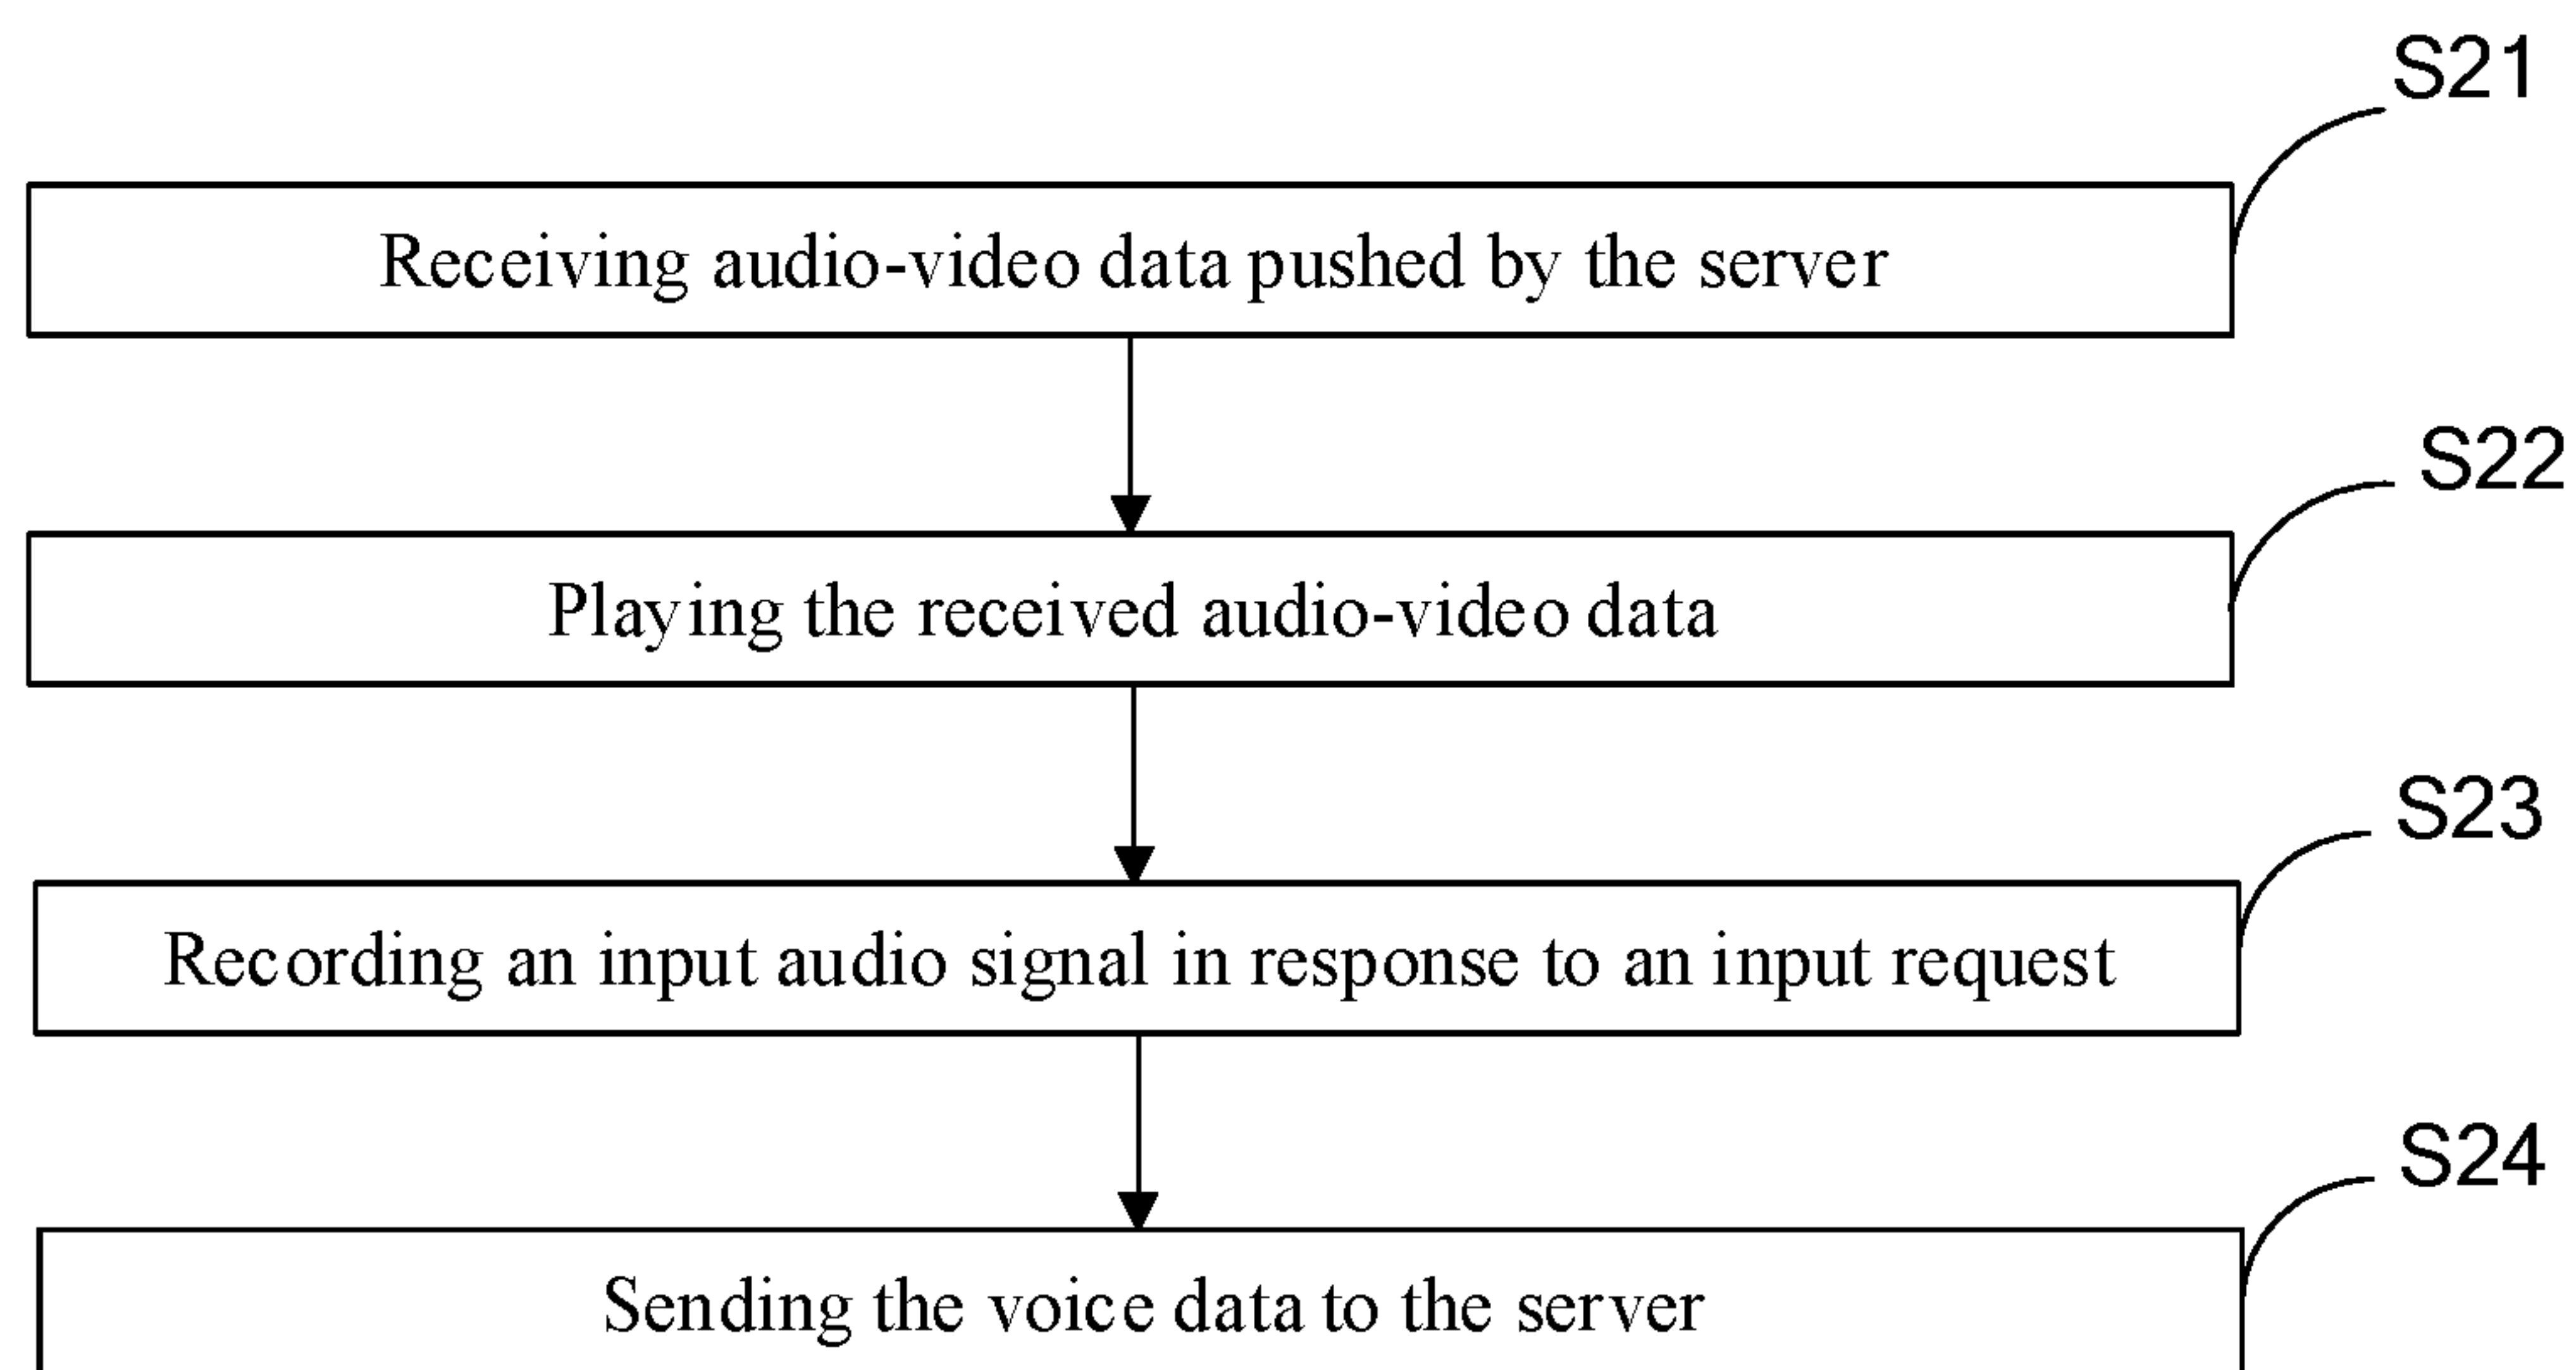 S21
Receiving audio-video data pushed by the server
S22
Playing the received audio-video data
S23
Recording an input audio signal in response to an input request
S24
Sending the voice data to the server